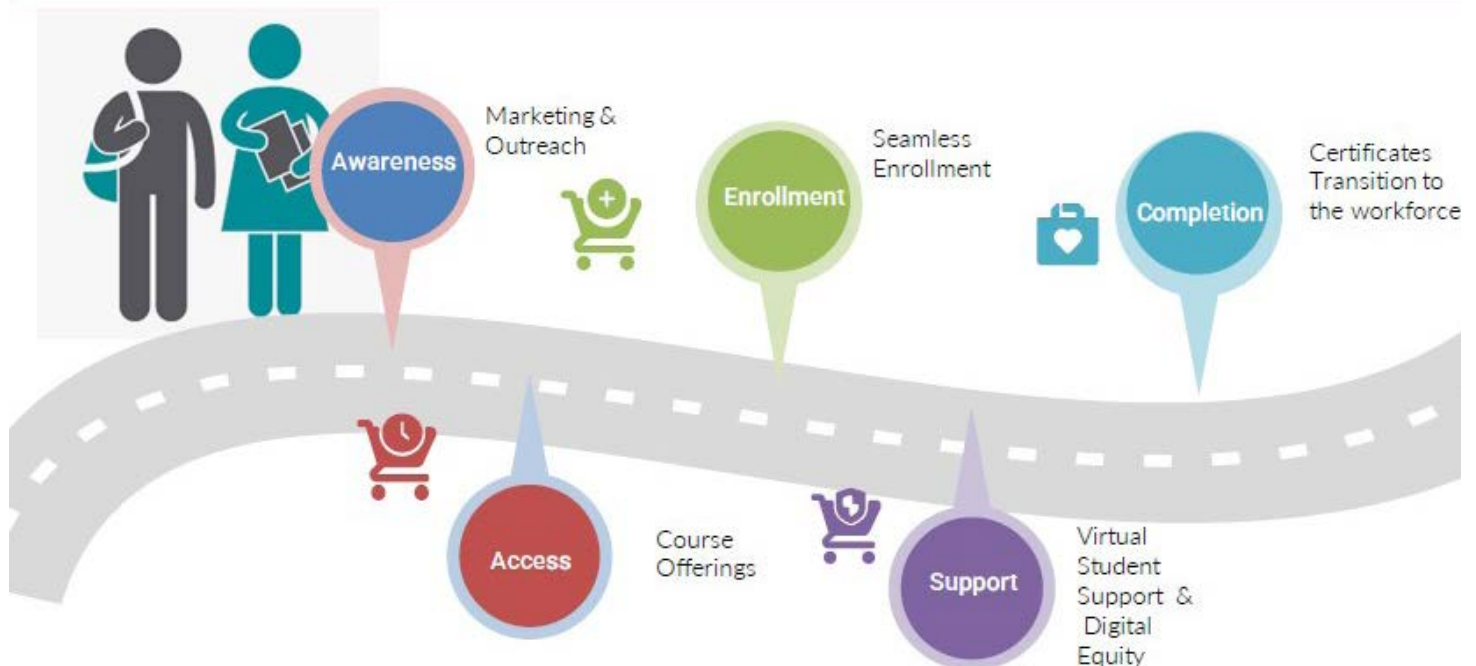 Awareness
Marketing &
Outreach
Access
Course
Offerings
Enrollment
Seamless
Enrollment
Support
Virtual
Student
Support &
Digital
Equity
Completion
Certificates
Transition to
the workforce